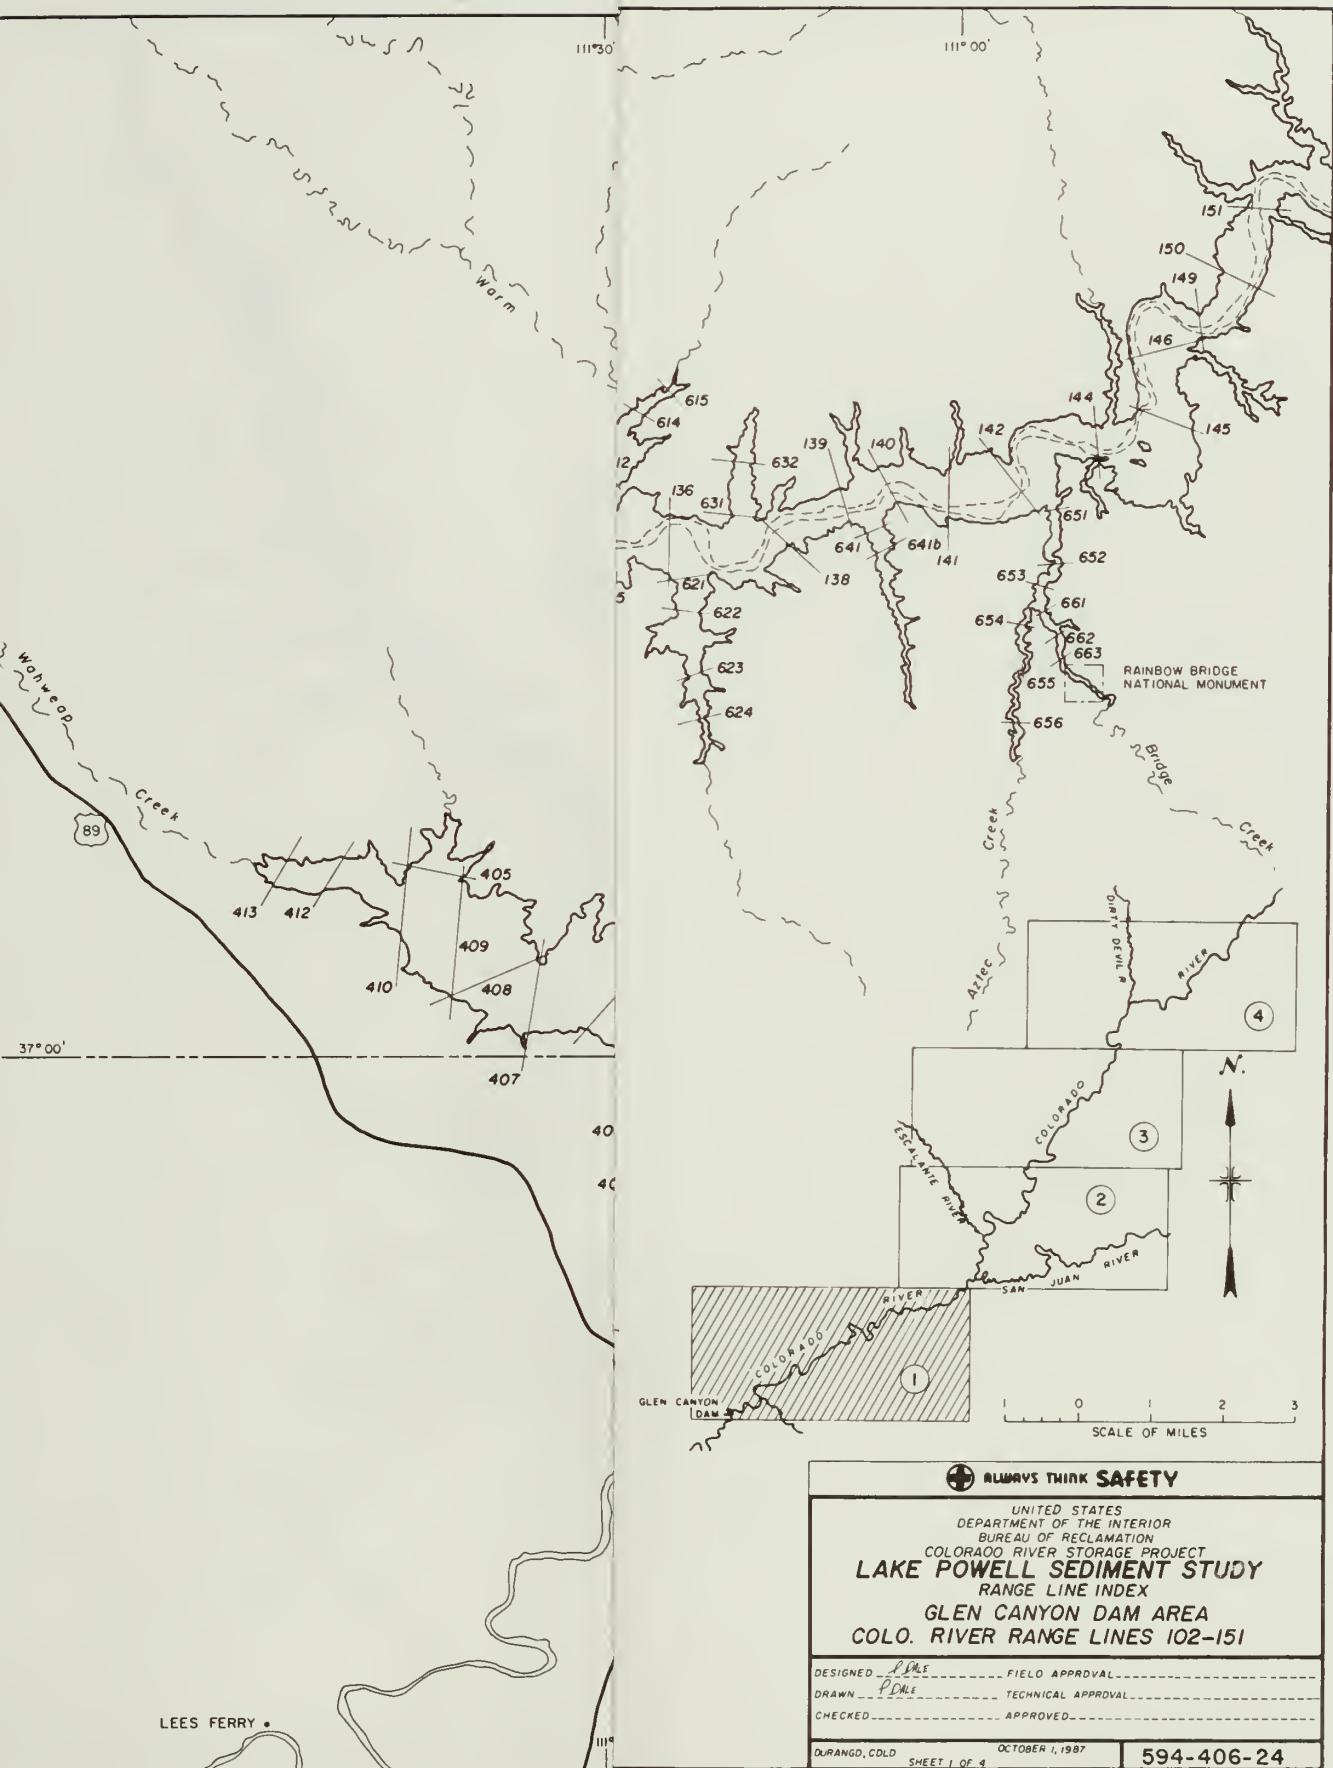 111°30'
111°00'
151
150
149
146
144
145
142
141
140
139
138
136
Warm
615
614
12
632
631
641
641b
651
652
653
661
654
662
663
655
656
621
622
623
624
5
RAINBOW BRIDGE
NATIONAL MONUMENT
Bridge
Creek
Wahweap
Creek
89
405
413
412
409
410
408
407
37°00'
40
40
Aztec
Creek
DIRTY DEVIL R
RIVER
4
COLORADO
3
ESCALANTE RIVER
2
SAN JUAN RIVER
COLORADO RIVER
1
GLEN CANYON
DAM
N.
1 0 1 2 3
SCALE OF MILES
LEES FERRY
111°
ALWAYS THINK SAFETY
UNITED STATES
DEPARTMENT OF THE INTERIOR
BUREAU OF RECLAMATION
COLORADO RIVER STORAGE PROJECT
LAKE POWELL SEDIMENT STUDY
RANGE LINE INDEX
GLEN CANYON DAM AREA
COLO. RIVER RANGE LINES 102-151
DESIGNED P DALE FIELD APPROVAL
DRAWN P DALE TECHNICAL APPROVAL
CHECKED APPROVED
DURANGO, COLO OCTOBER 1, 1987
SHEET 1 OF 4
594-406-24